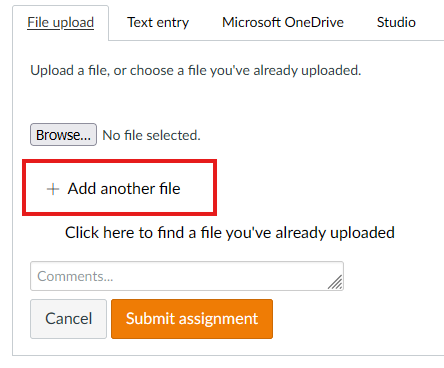 File upload Text entry Microsoft OneDrive Studio
Upload a file, or choose a file you've already uploaded.
Browse... No file selected.
+ Add another file
Click here to find a file you've already uploaded
Comments...
Cancel Submit assignment